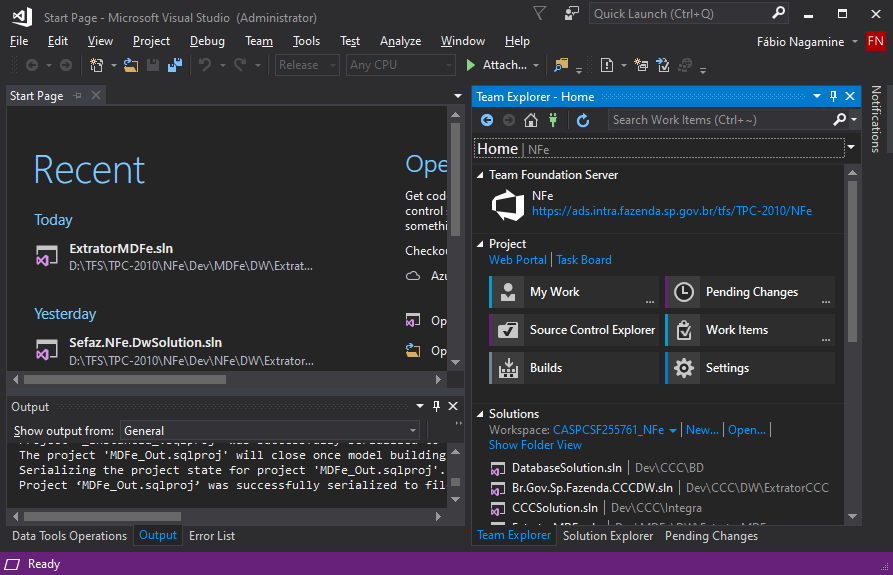 Start Page - Microsoft Visual Studio (Administrator)
Quick Launch (Ctrl+Q)
File Edit View Project Debug Team Tools Test Analyze Window Help
Fábio Nagamine FN
Release Any CPU Attach...
Start Page
Recent
Today
ExtratorMDFe.sln
D:\TFS\TPC-2010\NFe\Dev\MDFe\DW\Extrat...
Yesterday
Sefaz.NFe.DwSolution.sln
D:\TFS\TPC-2010\NFe\Dev\NFe\DW\Extrator...
Ope
Get cod
control s
somethi
Checkou
Azu
Op
Op
Output
Show output from: General
The project 'MDFe_Out.sqlproj' will close once model building
Serializing the project state for project 'MDFe_Out.sqlproj'.
Project ‘MDFe_Out.sqlproj’ was successfully serialized to fil
Data Tools Operations Output Error List
Team Explorer - Home
Search Work Items (Ctrl+~)
Home | NFe
Team Foundation Server
NFe
https://ads.intra.fazenda.sp.gov.br/tfs/TPC-2010/NFe
Project
Web Portal | Task Board
My Work ... Pending Changes ...
Source Control Explorer Work Items ...
Builds Settings
Solutions
Workspace: CASPCSF255761_NFe | New... | Open... |
Show Folder View
DatabaseSolution.sln | Dev\CCC\BD
Br.Gov.Sp.Fazenda.CCCDW.sln | Dev\CCC\DW\ExtratorCCC
CCCSolution.sln | Dev\CCC\Integra
Team Explorer Solution Explorer Pending Changes
Notifications
Ready